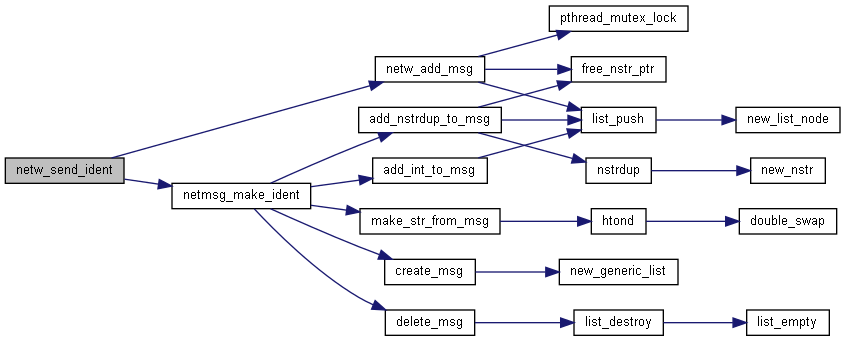 pthread_mutex_lock
netw_add_msg
free_nstr_ptr
add_nstrdup_to_msg
list_push
new_list_node
netw_send_ident
add_int_to_msg
nstrdup
new_nstr
netmsg_make_ident
make_str_from_msg
htond
double_swap
create_msg
new_generic_list
delete_msg
list_destroy
list_empty